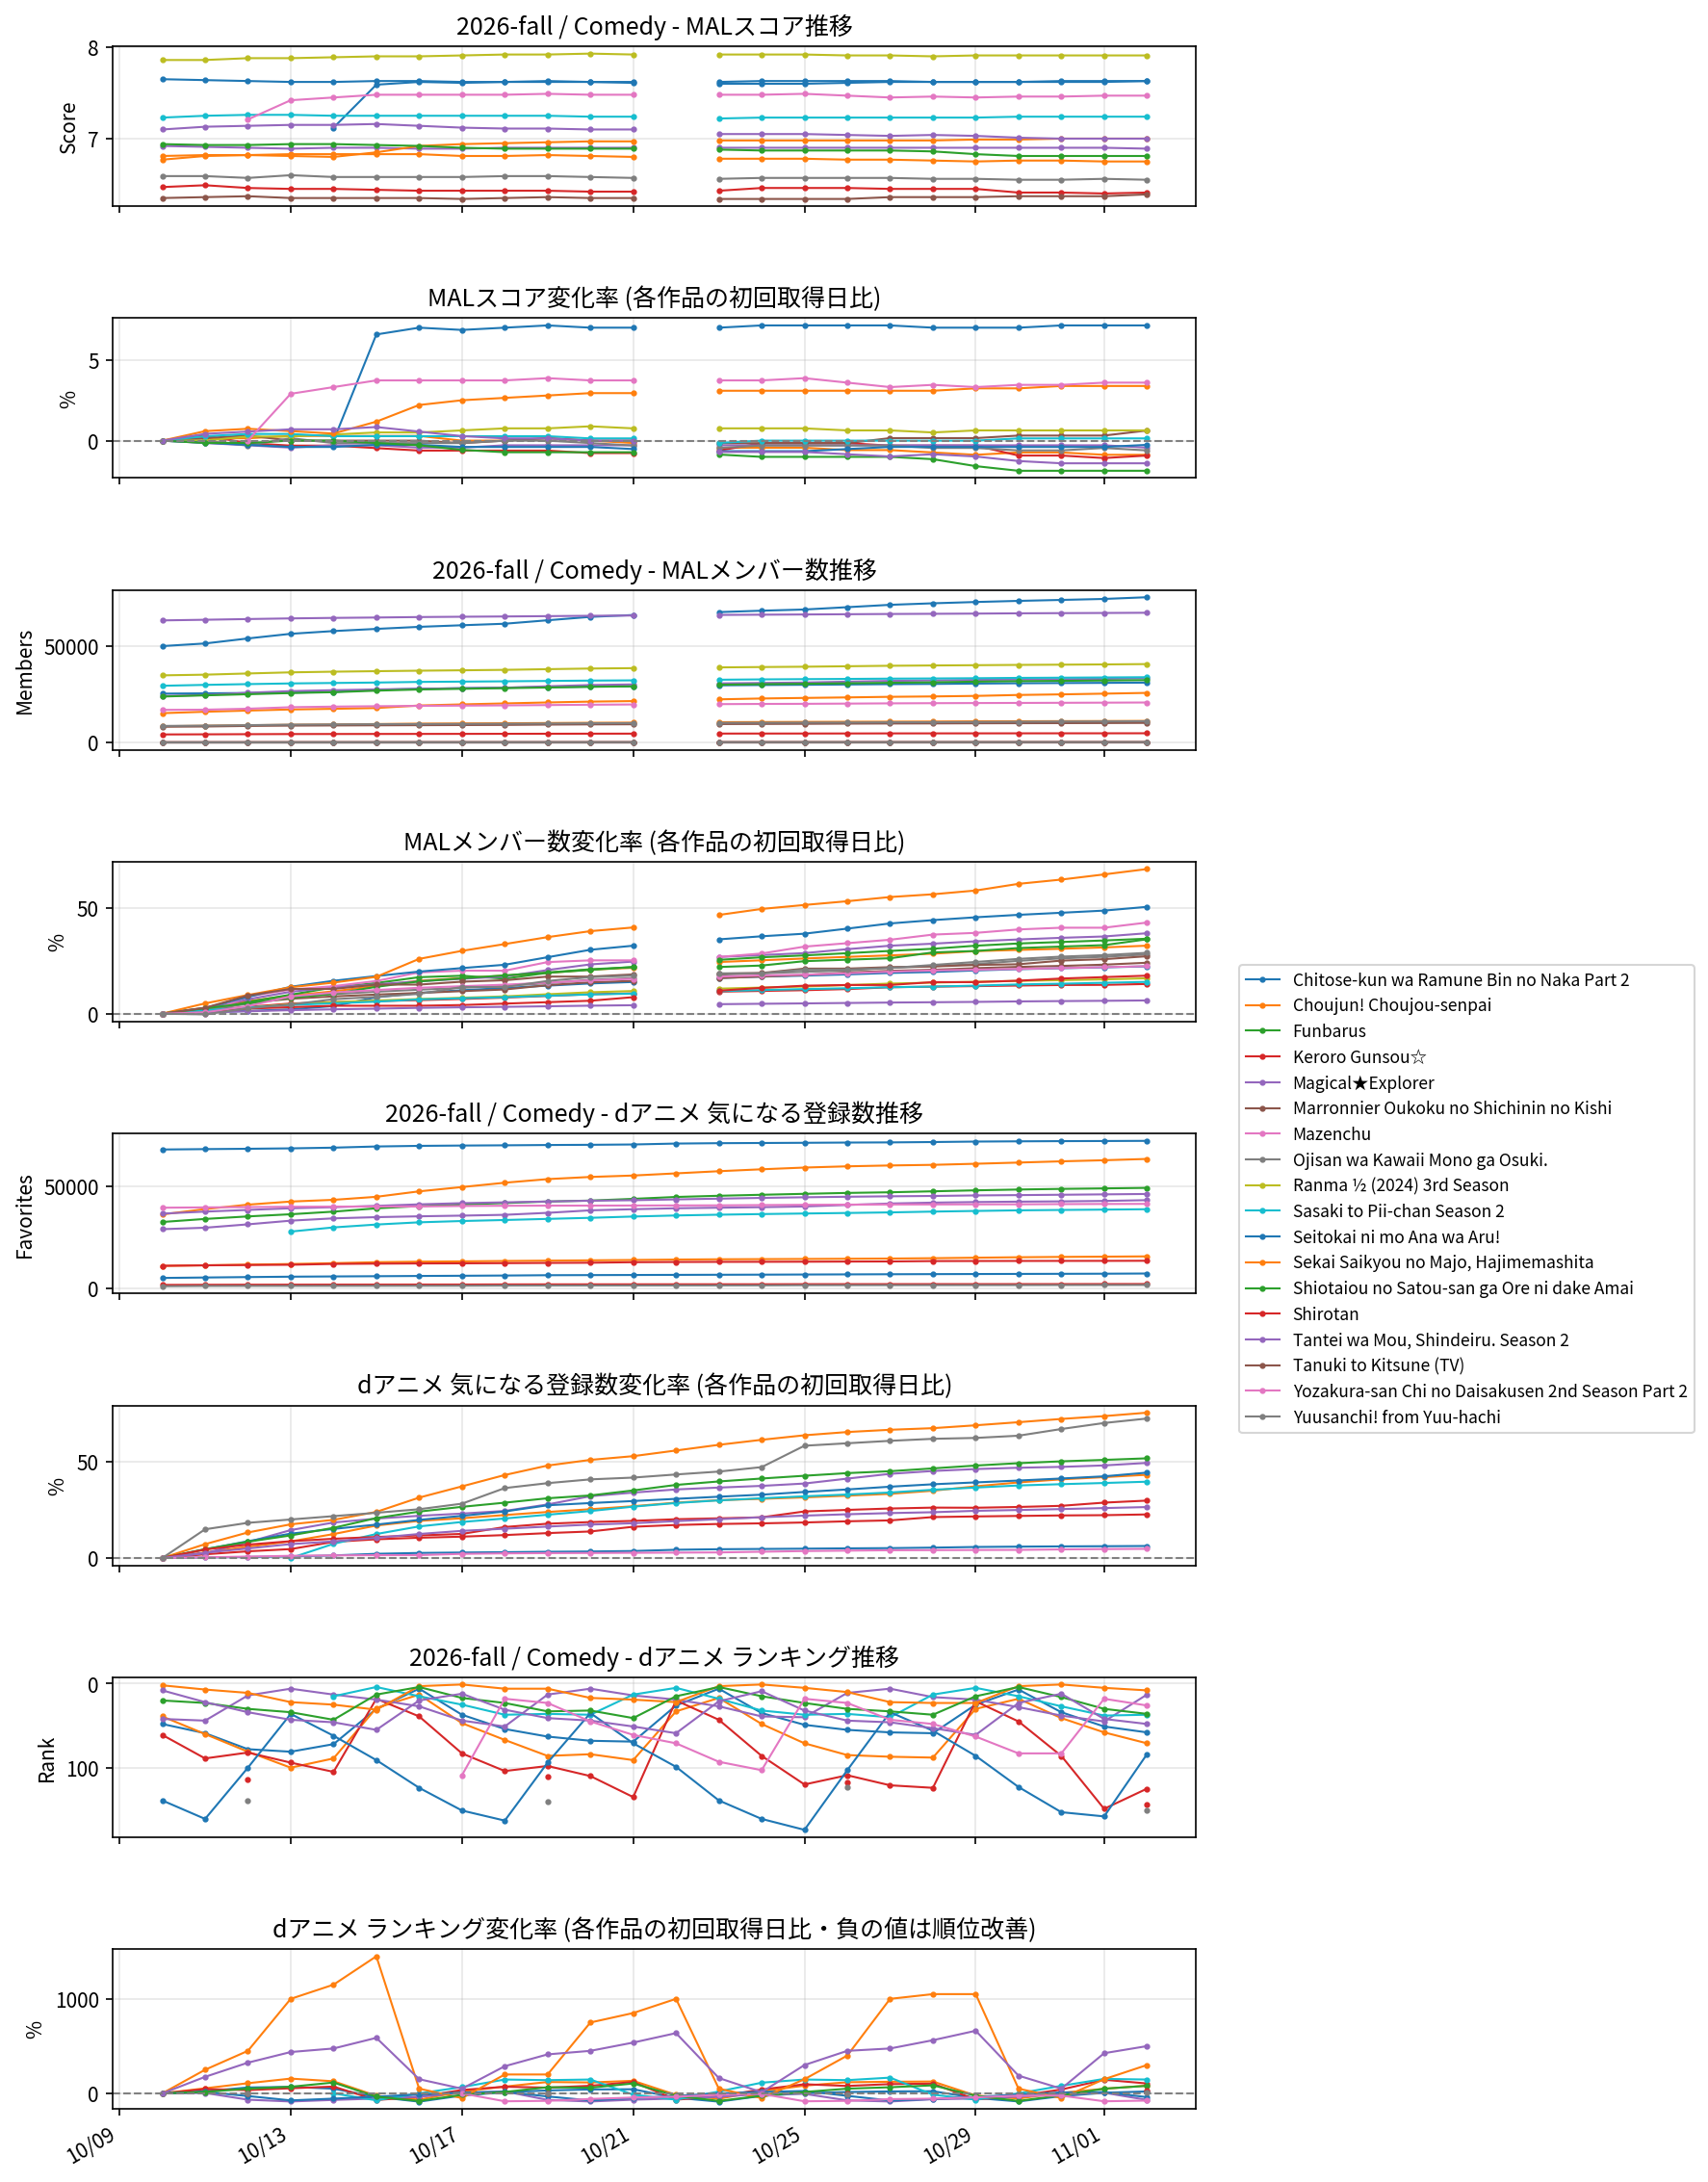 2026-fall / Comedy - MALスコア推移
8
7
Score
MALスコア変化率 (各作品の初回取得日比)
5
0
%
2026-fall / Comedy - MALメンバー数推移
50000
0
Members
MALメンバー数変化率 (各作品の初回取得日比)
50
0
%
2026-fall / Comedy - dアニメ 気になる登録数推移
50000
0
Favorites
dアニメ 気になる登録数変化率 (各作品の初回取得日比)
50
0
%
2026-fall / Comedy - dアニメ ランキング推移
0
100
Rank
dアニメ ランキング変化率 (各作品の初回取得日比・負の値は順位改善)
1000
0
%
10/09
10/13
10/17
10/21
10/25
10/29
11/01
Chitose-kun wa Ramune Bin no Naka Part 2
Choujun! Choujou-senpai
Funbarus
Keroro Gunsou☆
Magical★Explorer
Marronnier Oukoku no Shichinin no Kishi
Mazenchu
Ojisan wa Kawaii Mono ga Osuki.
Ranma ½ (2024) 3rd Season
Sasaki to Pii-chan Season 2
Seitokai ni mo Ana wa Aru!
Sekai Saikyou no Majo, Hajimemashita
Shiotaiou no Satou-san ga Ore ni dake Amai
Shirotan
Tantei wa Mou, Shindeiru. Season 2
Tanuki to Kitsune (TV)
Yozakura-san Chi no Daisakusen 2nd Season Part 2
Yuusanchi! from Yuu-hachi